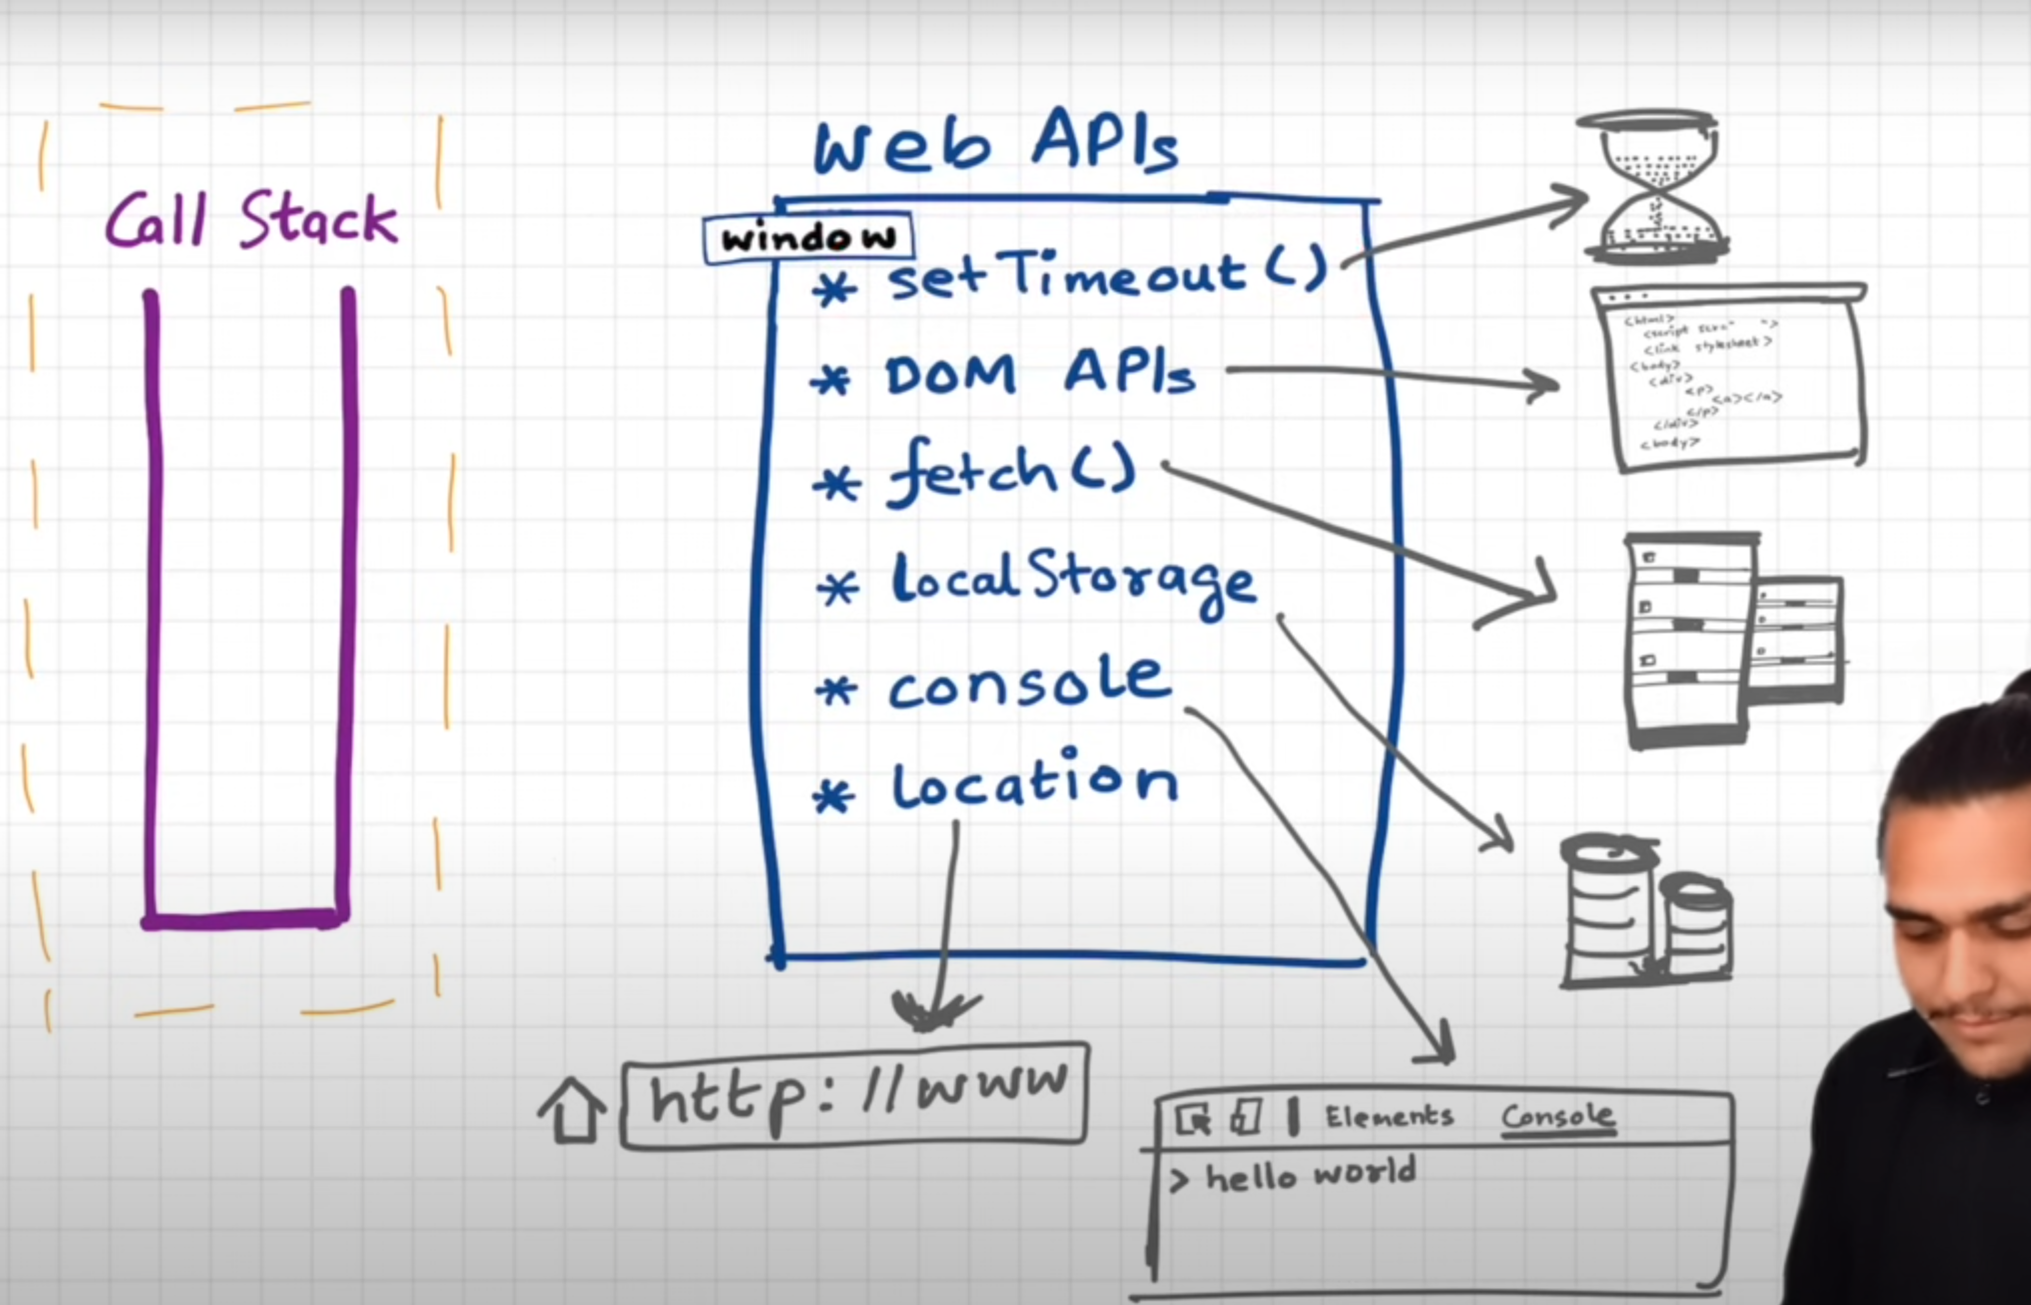 Call Stack
Web APIs
window
* setTimeout ()
* DOM APIs
* fetch()
* localStorage
* console
* location
<html>
<script
<link stylesheet>
<body>
<div>
<p>
<a></a>
</p>
</div>
<body>
http://www
Elements Console
> hello world